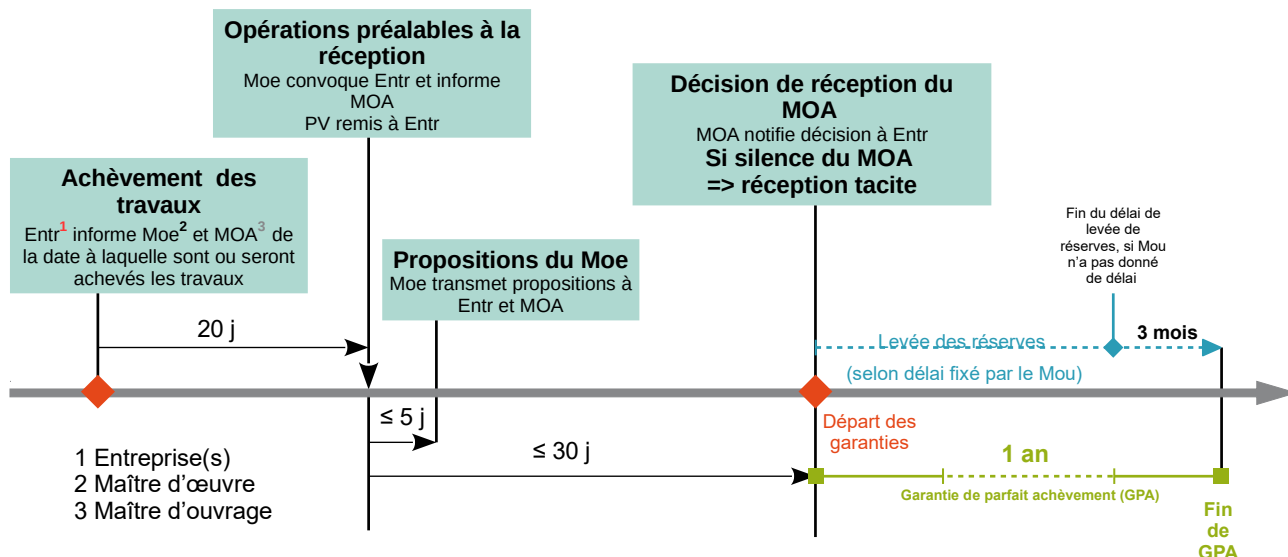 Opérations préalables à la
réception
Moe convoque Entr et informe
MOA
PV remis à Entr
Décision de réception du
MOA
MOA notifie décision à Entr
Si silence du MOA
=> réception tacite
Achèvement des
travaux
Entr1 informe Moe2 et MOA3 de
la date à laquelle sont ou seront
achevés les travaux
Propositions du Moe
Moe transmet propositions à
Entr et MOA
Fin du délai de
levée de
réserves, si Mou
n'a pas donné
de délai
20 j
Levée des réserves
3 mois
(selon délai fixé par le Mou)
≤ 5 j
Départ des
garanties
≤ 30 j
1 an
Garantie de parfait achèvement (GPA)
Fin
de
GPA
1 Entreprise(s)
2 Maître d'œuvre
3 Maître d'ouvrage